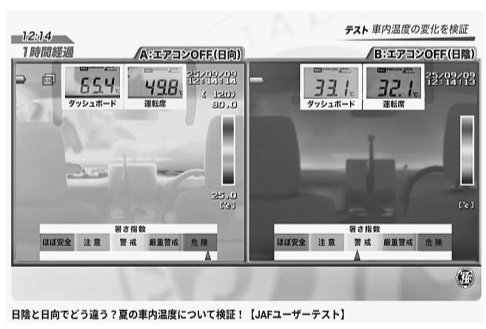 12:14
1時間経過
テスト 車内温度の変化を検証
A:エアコンOFF(日向)
B:エアコンOFF(日陰)
65.4
49.8
ダッシュボード
運転席
25/09/09
12:14:13
( 120)
80.0
25.0
[℃]
暑さ指数
ほぼ安全 注意 警戒 厳重警戒 危険
33.1
32.1
ダッシュボード
運転席
25/09/09
12:14:13
[℃]
暑さ指数
ほぼ安全 注意 警戒 厳重警戒 危険
日陰と日向でどう違う？夏の車内温度について検証！【JAFユーザーテスト】